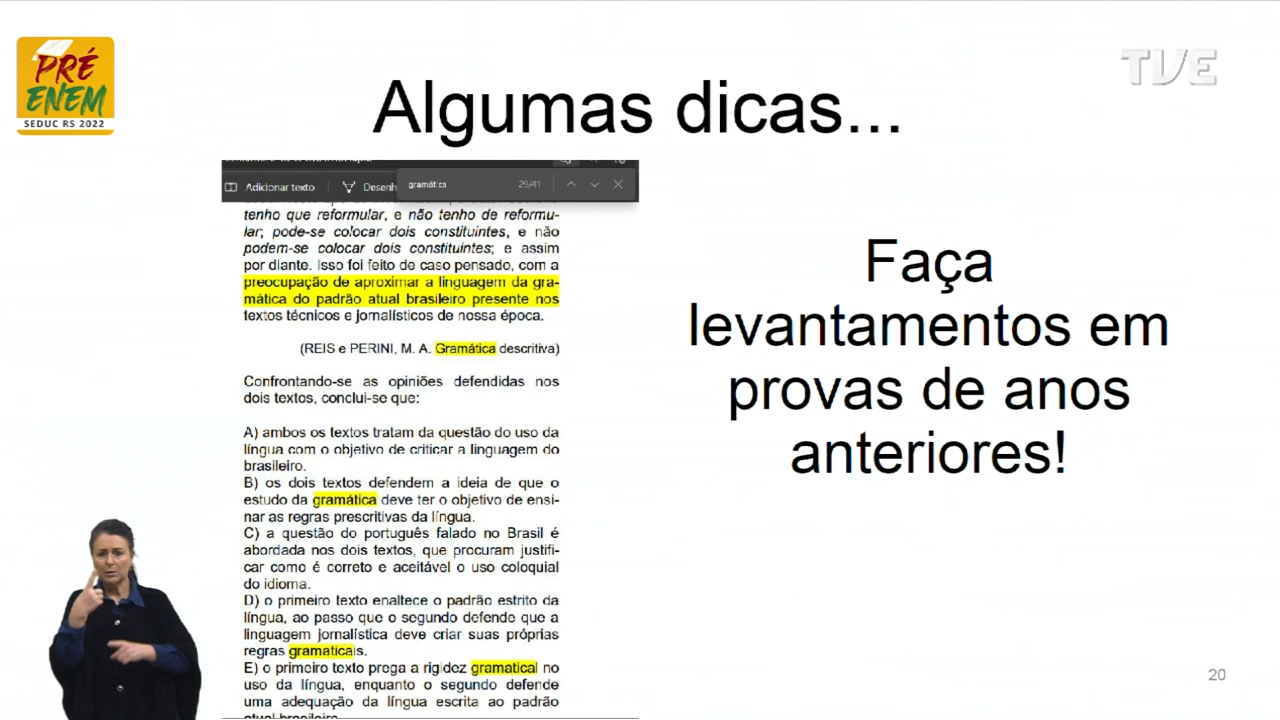 PRÉ
ENEM
SEDUC RS 2022
TVE
Algumas dicas...
Adicionar texto
Desenh
gramática
29/41
tenho que reformular, e não tenho de reformu-
lar; pode-se colocar dois constituintes, e não
podem-se colocar dois constituintes; e assim
por diante. Isso foi feito de caso pensado, com a
preocupação de aproximar a linguagem da gra-
mática do padrão atual brasileiro presente nos
textos técnicos e jornalísticos de nossa época.
(REIS e PERINI, M. A. Gramática descritiva)
Confrontando-se as opiniões defendidas nos
dois textos, conclui-se que:
A) ambos os textos tratam da questão do uso da
língua com o objetivo de criticar a linguagem do
brasileiro.
B) os dois textos defendem a ideia de que o
estudo da gramática deve ter o objetivo de ensi-
nar as regras prescritivas da língua.
C) a questão do português falado no Brasil é
abordada nos dois textos, que procuram justifi-
car como é correto e aceitável o uso coloquial
do idioma.
D) o primeiro texto enaltece o padrão estrito da
língua, ao passo que o segundo defende que a
linguagem jornalística deve criar suas próprias
regras gramaticais.
E) o primeiro texto prega a rigidez gramatical no
uso da língua, enquanto o segundo defende
uma adequação da língua escrita ao padrão
atual brasileiro.
Faça
levantamentos em
provas de anos
anteriores!
20